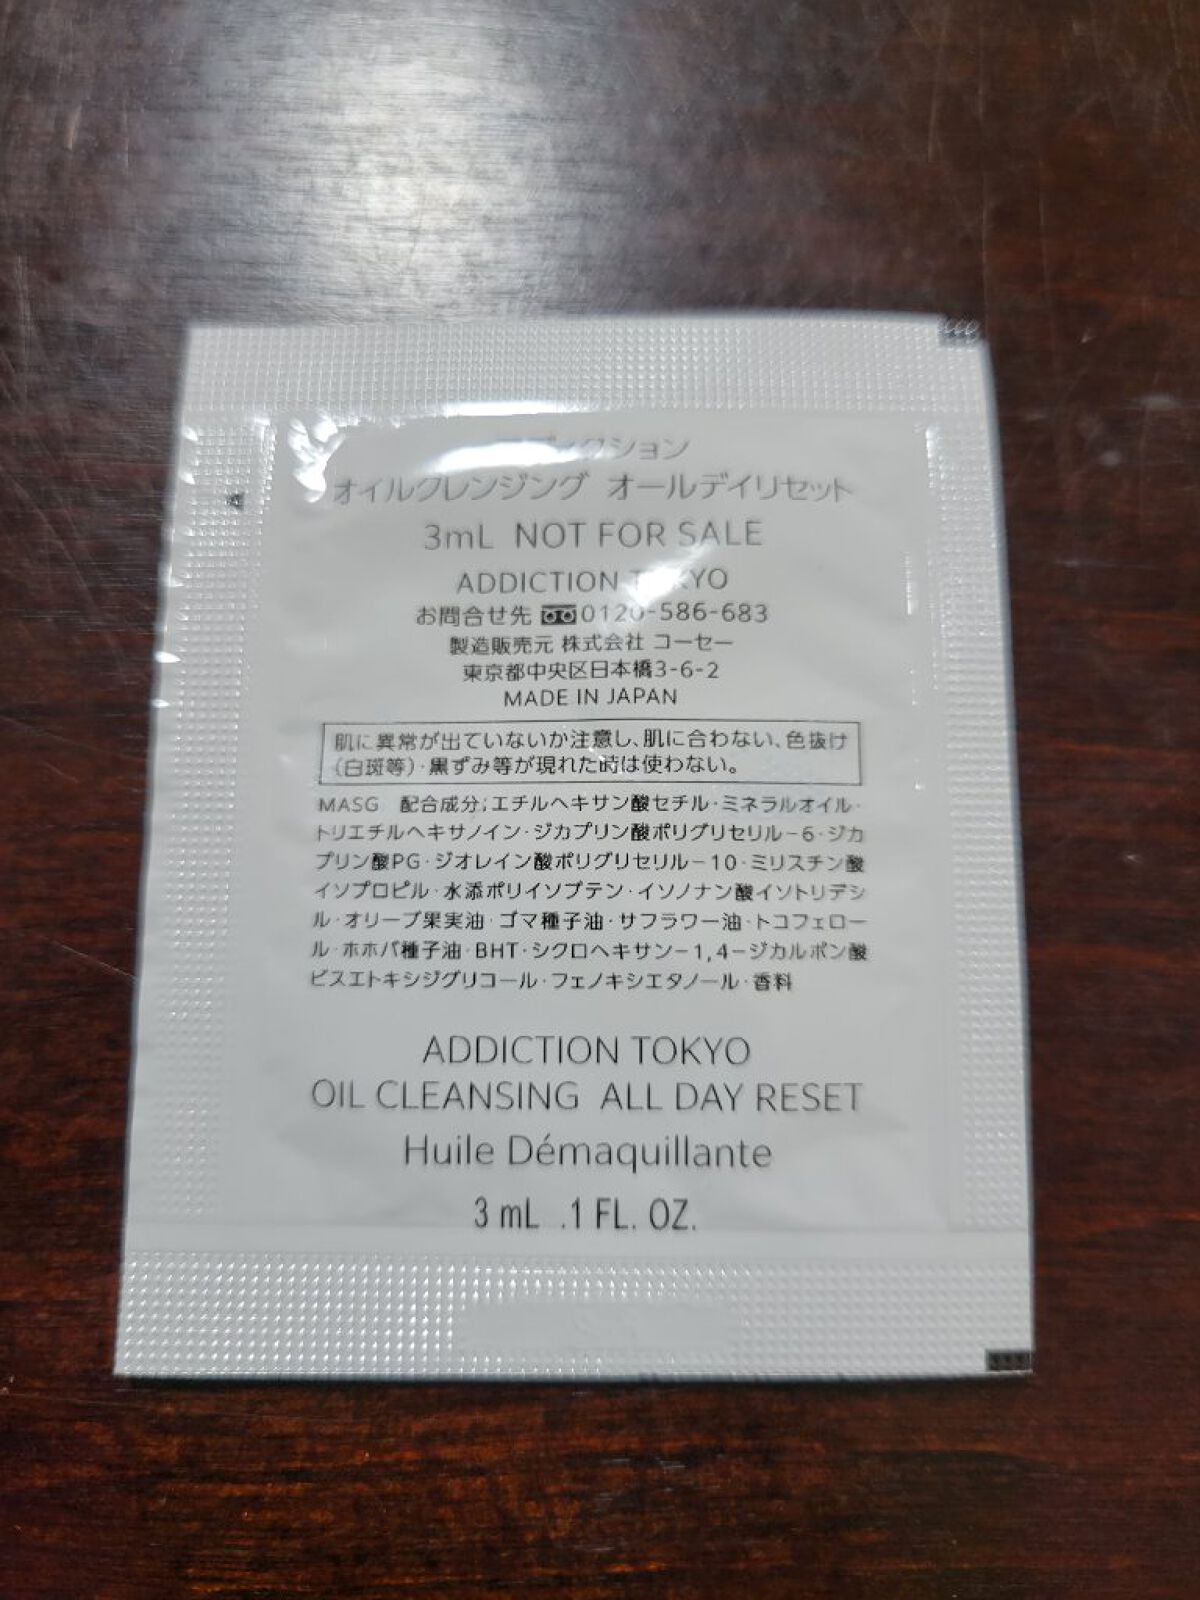 アディクション
オイルクレンジング オールデイリセット
3mL NOT FOR SALE
ADDICTION TOKYO
お問合せ先 0120-586-683
製造販売元 株式会社 コーセー
東京都中央区日本橋3-6-2
MADE IN JAPAN
肌に異常が出ていないか注意し、肌に合わない、色抜け
(白斑等)・黒ずみ等が現れた時は使わない。
MASG 配合成分;エチルヘキサン酸セチル・ミネラルオイル・
トリエチルヘキサノイン・ジカプリン酸ポリグリセリル-6・ジカ
プリン酸PG・ジオレイン酸ポリグリセリル-10・ミリスチン酸
イソプロピル・水添ポリイソブテン・イソノナン酸イソトリデシ
ル・オリーブ果実油・ゴマ種子油・サフラワー油・トコフェロー
ル・ホホバ種子油・BHT・シクロヘキサン-1,4-ジカルボン酸
ビスエトキシジグリコール・フェノキシエタノール・香料
ADDICTION TOKYO
OIL CLEANSING ALL DAY RESET
Huile Démaquillante
3 mL .1 FL. OZ.